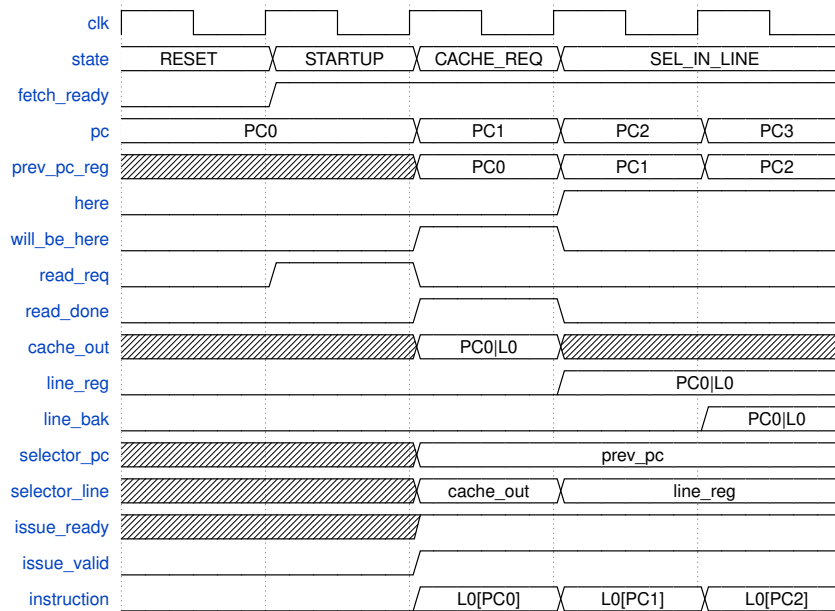 clk
state RESET STARTUP CACHE_REQ SEL_IN_LINE
fetch_ready
pc PC0 PC1 PC2 PC3
prev_pc_reg PC0 PC1 PC2
here
will_be_here
read_req
read_done
cache_out PC0|L0
line_reg PC0|L0
line_bak PC0|L0
selector_pc prev_pc
selector_line cache_out line_reg
issue_ready
issue_valid
instruction L0[PC0] L0[PC1] L0[PC2]